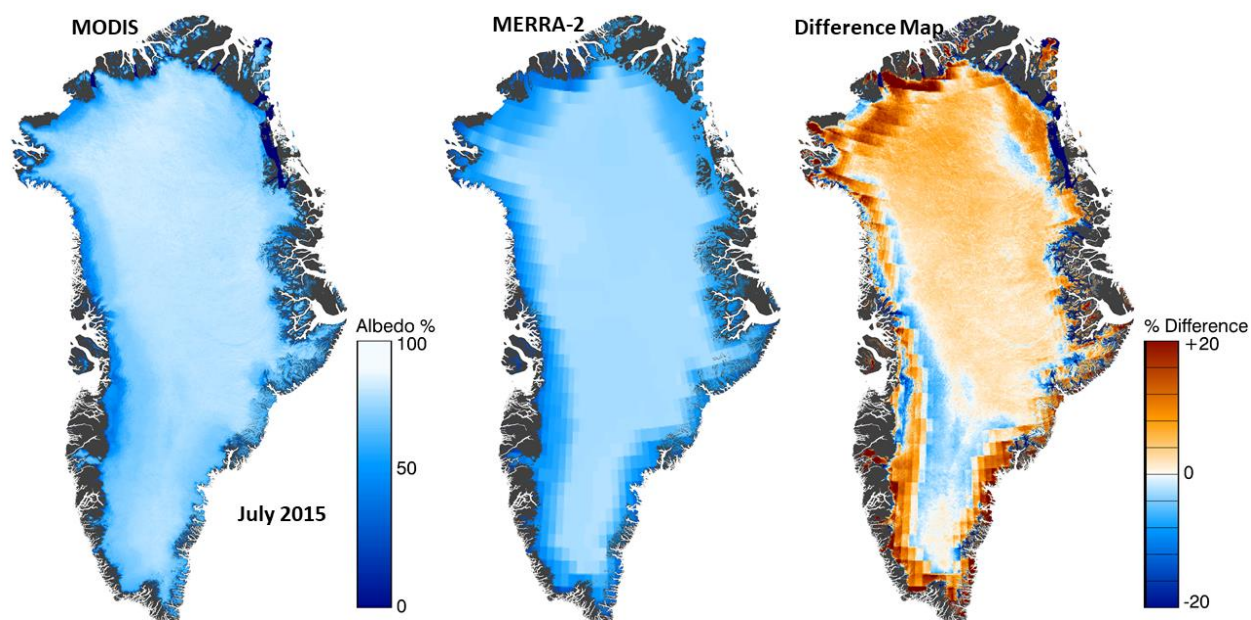 MODIS
MERRA-2
Difference Map
Albedo %
100
50
0
July 2015
% Difference
+20
0
-20